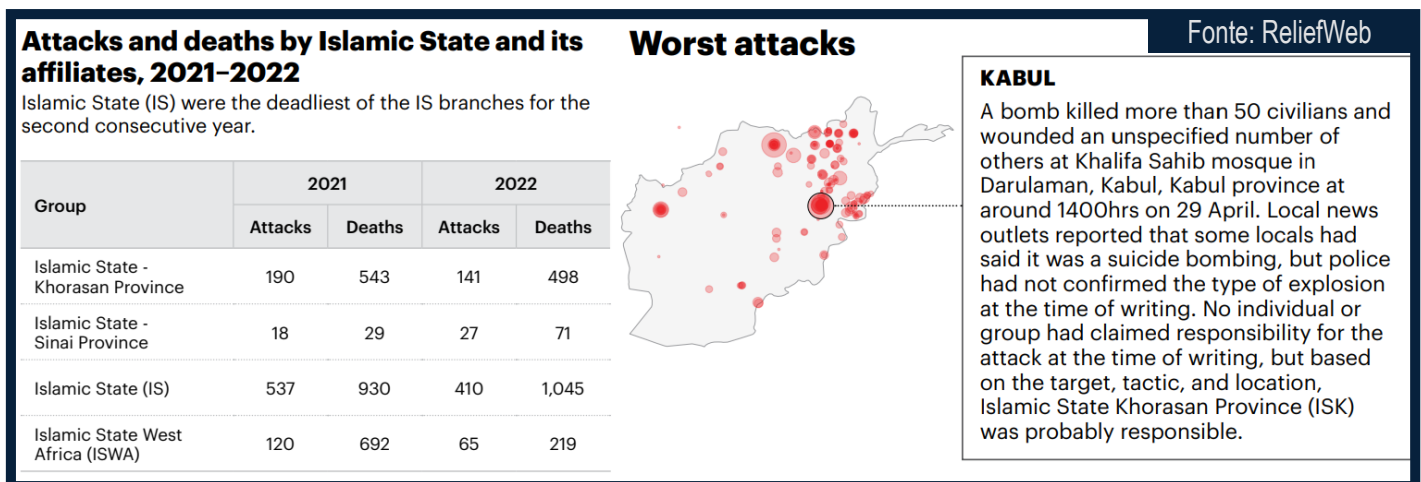 Attacks and deaths by Islamic State and its
affiliates, 2021–2022
Islamic State (IS) were the deadliest of the IS branches for the
second consecutive year.
Group
2021
2022
Attacks
Deaths
Attacks
Deaths
Islamic State -
Khorasan Province
190
543
141
498
Islamic State -
Sinai Province
18
29
27
71
Islamic State (IS)
537
930
410
1,045
Islamic State West
Africa (ISWA)
120
692
65
219
Worst attacks
Fonte: ReliefWeb
KABUL
A bomb killed more than 50 civilians and
wounded an unspecified number of
others at Khalifa Sahib mosque in
Darulaman, Kabul, Kabul province at
around 1400hrs on 29 April. Local news
outlets reported that some locals had
said it was a suicide bombing, but police
had not confirmed the type of explosion
at the time of writing. No individual or
group had claimed responsibility for the
attack at the time of writing, but based
on the target, tactic, and location,
Islamic State Khorasan Province (ISK)
was probably responsible.